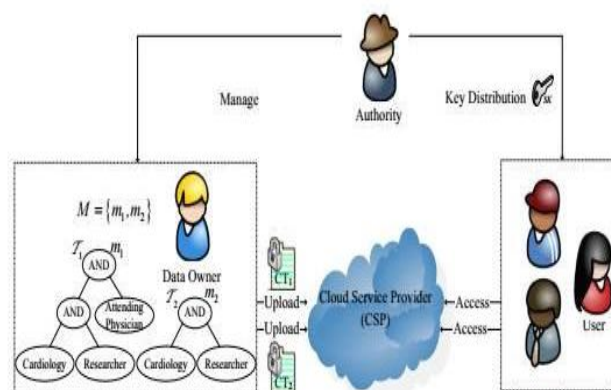 Authority
Manage
Key Distribution
SK
M = {m₁, m₂}
Data Owner
𝒯₁ m₁
AND
AND
Attending
Physician
Cardiology
Researcher
𝒯₂ m₂
AND
Cardiology
Researcher
CT₁
Upload
Upload
CT₂
Cloud Service Provider
(CSP)
Access
Access
User